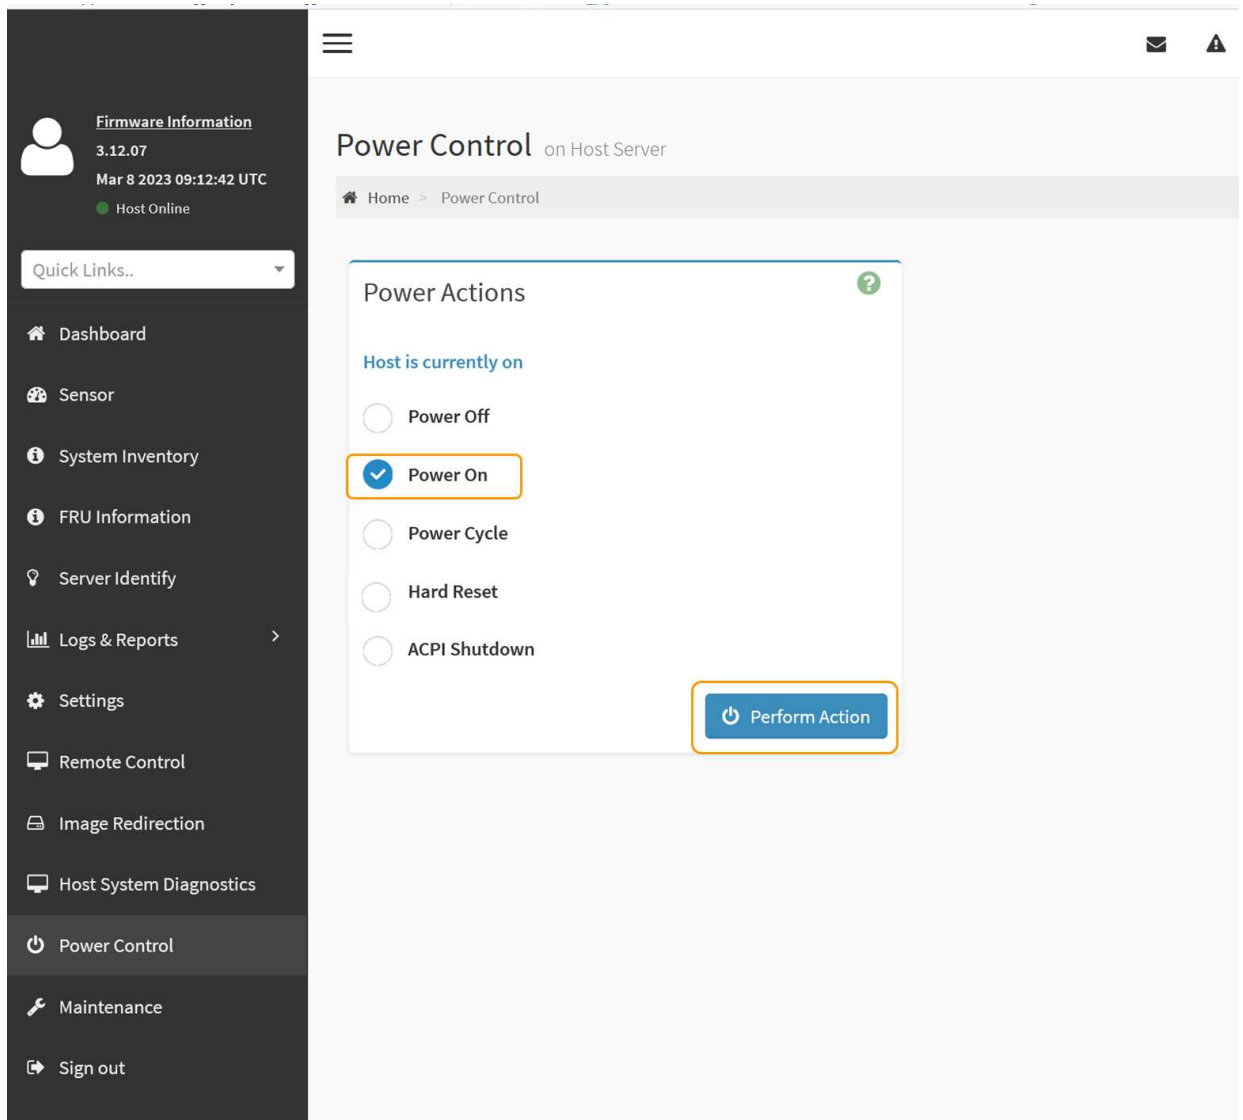 Firmware Information
3.12.07
Mar 8 2023 09:12:42 UTC
Host Online
Quick Links..
Dashboard
Sensor
System Inventory
FRU Information
Server Identify
Logs & Reports
Settings
Remote Control
Image Redirection
Host System Diagnostics
Power Control
Maintenance
Sign out
Power Control on Host Server
Home > Power Control
Power Actions
Host is currently on
Power Off
Power On
Power Cycle
Hard Reset
ACPI Shutdown
Perform Action